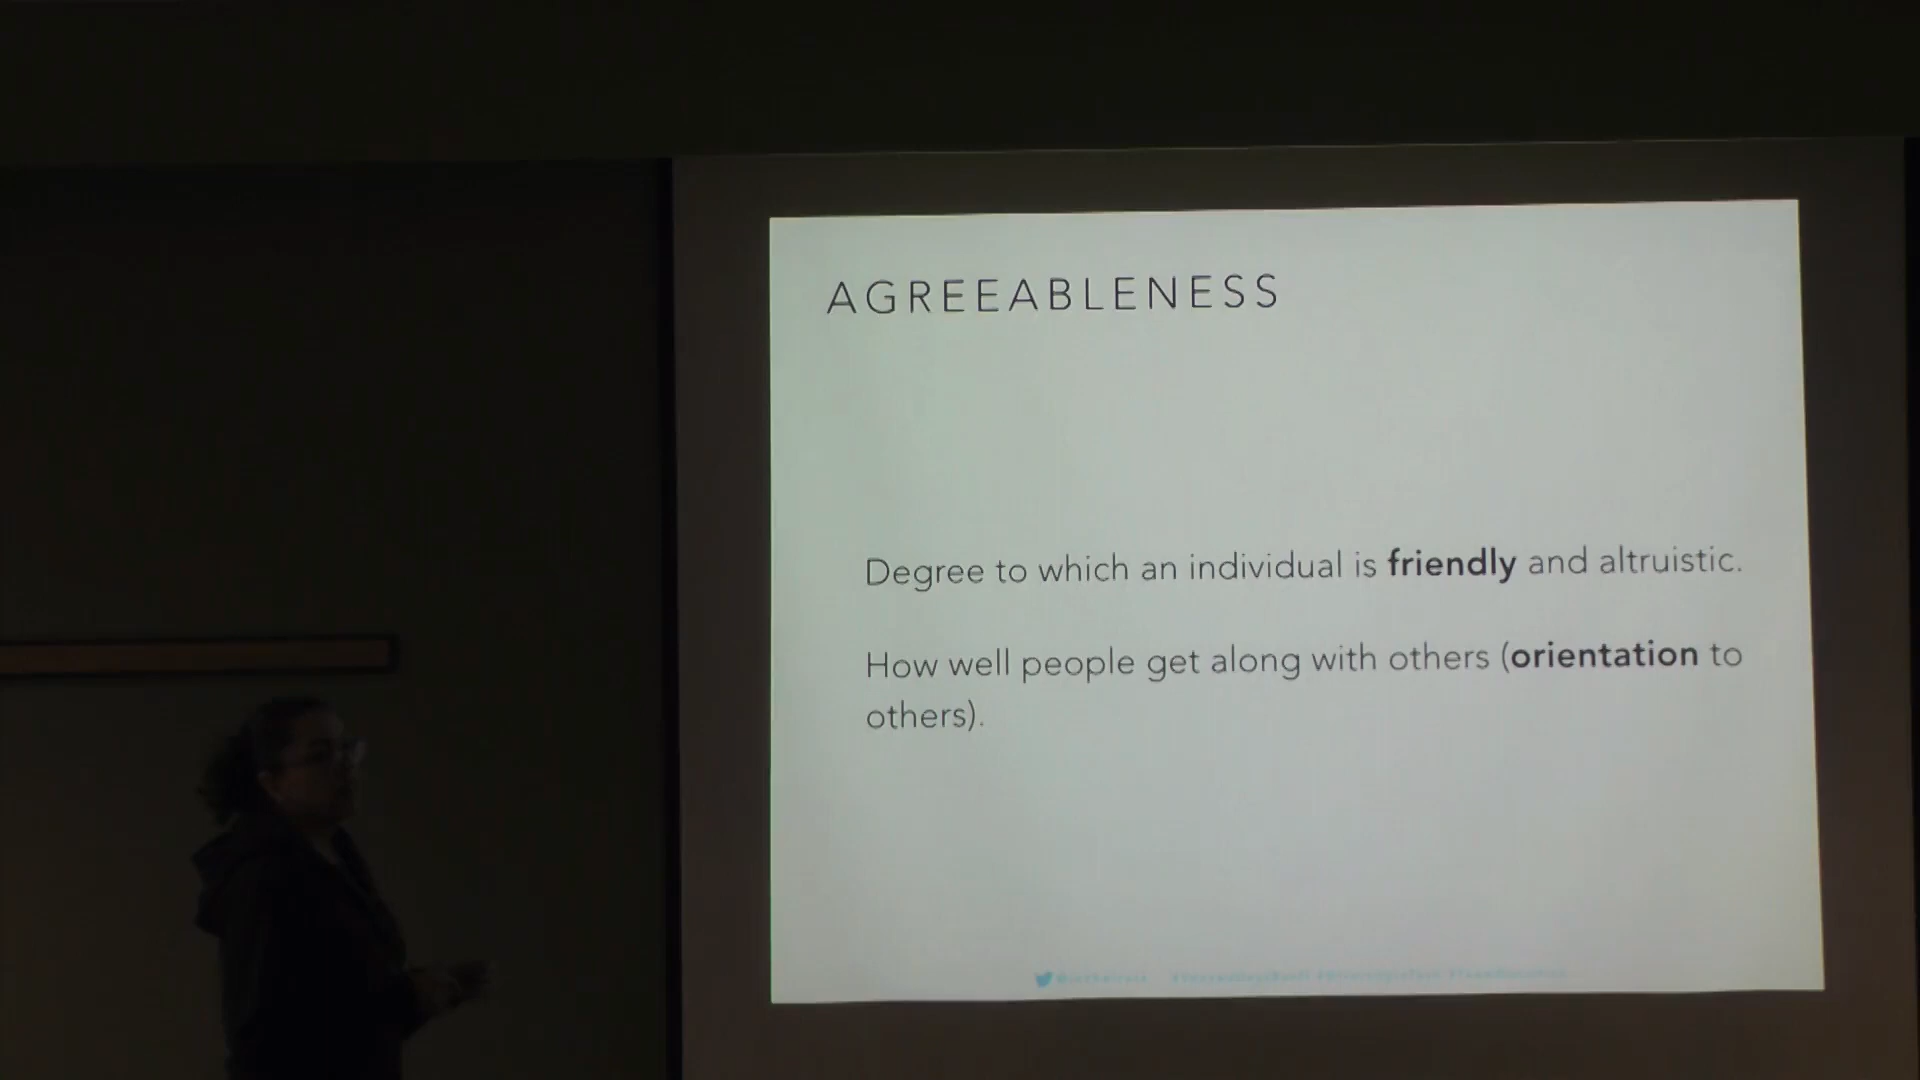 AGREEABLENESS
Degree to which an individual is friendly and altruistic.
How well people get along with others (orientation to
others).